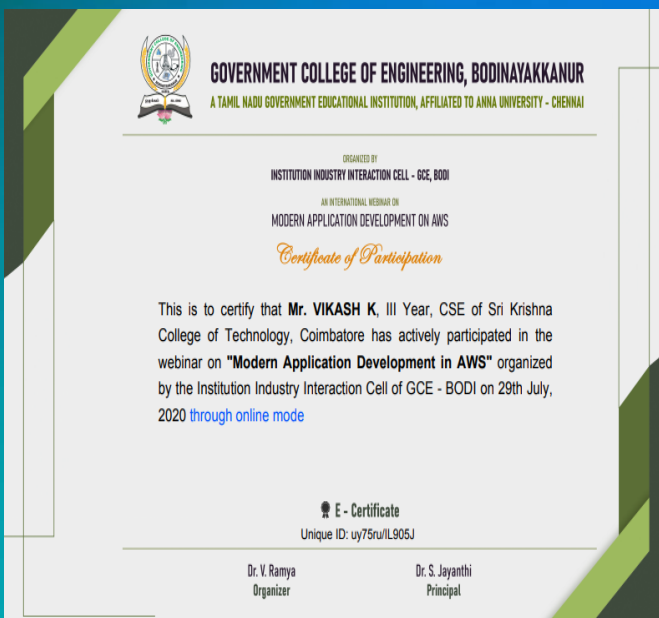 GOVERNMENT COLLEGE OF ENGINEERING, BODINAYAKKANUR
A TAMIL NADU GOVERNMENT EDUCATIONAL INSTITUTION, AFFILIATED TO ANNA UNIVERSITY - CHENNAI
ORGANIZED BY
INSTITUTION INDUSTRY INTERACTION CELL - GCE, BODI
AN INTERNATIONAL WEBINAR ON
MODERN APPLICATION DEVELOPMENT ON AWS
Certificate of Participation
This is to certify that Mr. VIKASH K, III Year, CSE of Sri Krishna
College of Technology, Coimbatore has actively participated in the
webinar on "Modern Application Development in AWS" organized
by the Institution Industry Interaction Cell of GCE - BODI on 29th July,
2020 through online mode
E - Certificate
Unique ID: uy75ru/IL905J
Dr. V. Ramya
Organizer
Dr. S. Jayanthi
Principal